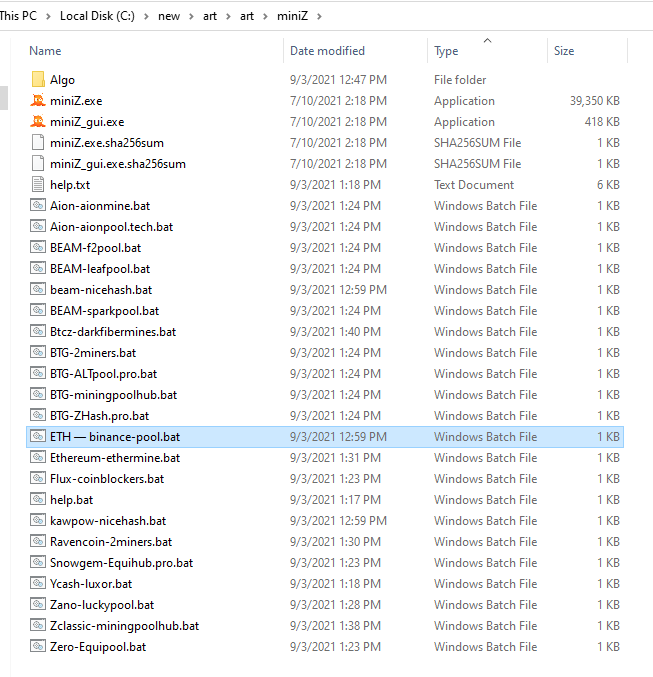 This PC > Local Disk (C:) > new > art > art > miniZ >
Name Date modified Type Size
Algo 9/3/2021 12:47 PM File folder
miniZ.exe 7/10/2021 2:18 PM Application 39,350 KB
miniZ_gui.exe 7/10/2021 2:18 PM Application 418 KB
miniZ.exe.sha256sum 7/10/2021 2:18 PM SHA256SUM File 1 KB
miniZ_gui.exe.sha256sum 7/10/2021 2:18 PM SHA256SUM File 1 KB
help.txt 9/3/2021 1:18 PM Text Document 6 KB
Aion-aionmine.bat 9/3/2021 1:24 PM Windows Batch File 1 KB
Aion-aionpool.tech.bat 9/3/2021 1:24 PM Windows Batch File 1 KB
BEAM-f2pool.bat 9/3/2021 1:24 PM Windows Batch File 1 KB
BEAM-leafpool.bat 9/3/2021 1:24 PM Windows Batch File 1 KB
beam-nicehash.bat 9/3/2021 12:59 PM Windows Batch File 1 KB
BEAM-sparkpool.bat 9/3/2021 1:24 PM Windows Batch File 1 KB
Btcz-darkfibermines.bat 9/3/2021 1:40 PM Windows Batch File 1 KB
BTG-2miners.bat 9/3/2021 1:24 PM Windows Batch File 1 KB
BTG-ALTpool.pro.bat 9/3/2021 1:24 PM Windows Batch File 1 KB
BTG-miningpoolhub.bat 9/3/2021 1:24 PM Windows Batch File 1 KB
BTG-ZHash.pro.bat 9/3/2021 1:24 PM Windows Batch File 1 KB
ETH — binance-pool.bat 9/3/2021 12:59 PM Windows Batch File 1 KB
Ethereum-ethermine.bat 9/3/2021 1:31 PM Windows Batch File 1 KB
Flux-coinblockers.bat 9/3/2021 1:23 PM Windows Batch File 1 KB
help.bat 9/3/2021 1:17 PM Windows Batch File 1 KB
kawpow-nicehash.bat 9/3/2021 12:59 PM Windows Batch File 1 KB
Ravencoin-2miners.bat 9/3/2021 1:30 PM Windows Batch File 1 KB
Snowgem-Equihub.pro.bat 9/3/2021 1:23 PM Windows Batch File 1 KB
Ycash-luxor.bat 9/3/2021 1:18 PM Windows Batch File 1 KB
Zano-luckypool.bat 9/3/2021 1:28 PM Windows Batch File 1 KB
Zclassic-miningpoolhub.bat 9/3/2021 1:38 PM Windows Batch File 1 KB
Zero-Equipool.bat 9/3/2021 1:23 PM Windows Batch File 1 KB